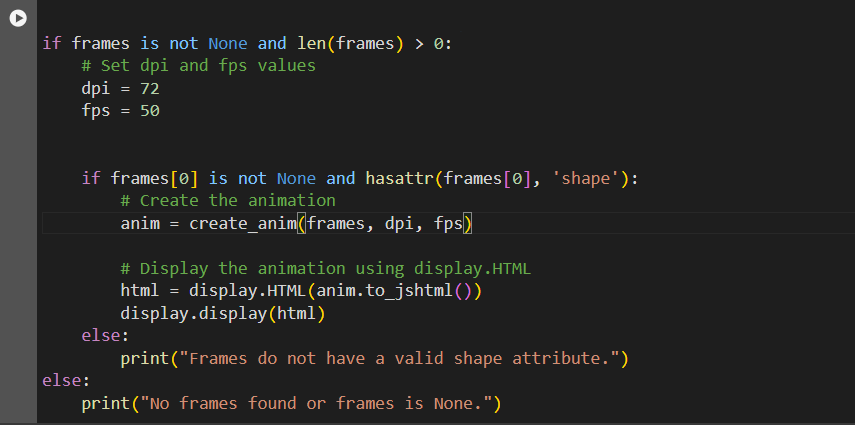 if frames is not None and len(frames) > 0:
    # Set dpi and fps values
    dpi = 72
    fps = 50
    if frames[0] is not None and hasattr(frames[0], 'shape'):
        # Create the animation
        anim = create_anim(frames, dpi, fps)
        # Display the animation using display.HTML
        html = display.HTML(anim.to_jshtml())
        display.display(html)
    else:
        print("Frames do not have a valid shape attribute.")
else:
    print("No frames found or frames is None.")